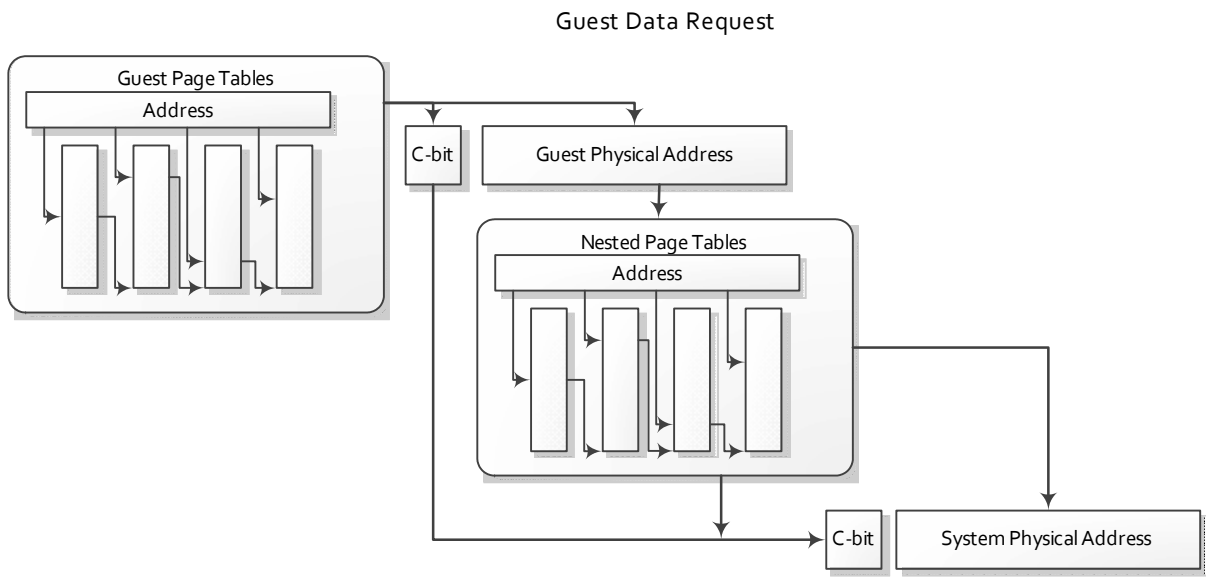 Guest Data Request
Guest Page Tables
Address
C-bit
Guest Physical Address
Nested Page Tables
Address
C-bit
System Physical Address